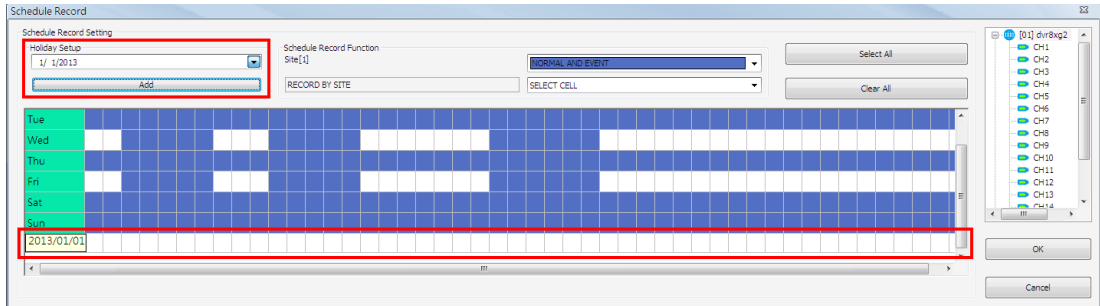 Schedule Record
Schedule Record Setting
Holiday Setup
1/ 1/2013
Add
Schedule Record Function
Site[1]
NORMAL AND EVENT
RECORD BY SITE
SELECT CELL
Select All
Clear All
Tue
Wed
Thu
Fri
Sat
Sun
2013/01/01
[01] dvr8xg2
CH1
CH2
CH3
CH4
CH5
CH6
CH7
CH8
CH9
CH10
CH11
CH12
CH13
CH14
OK
Cancel